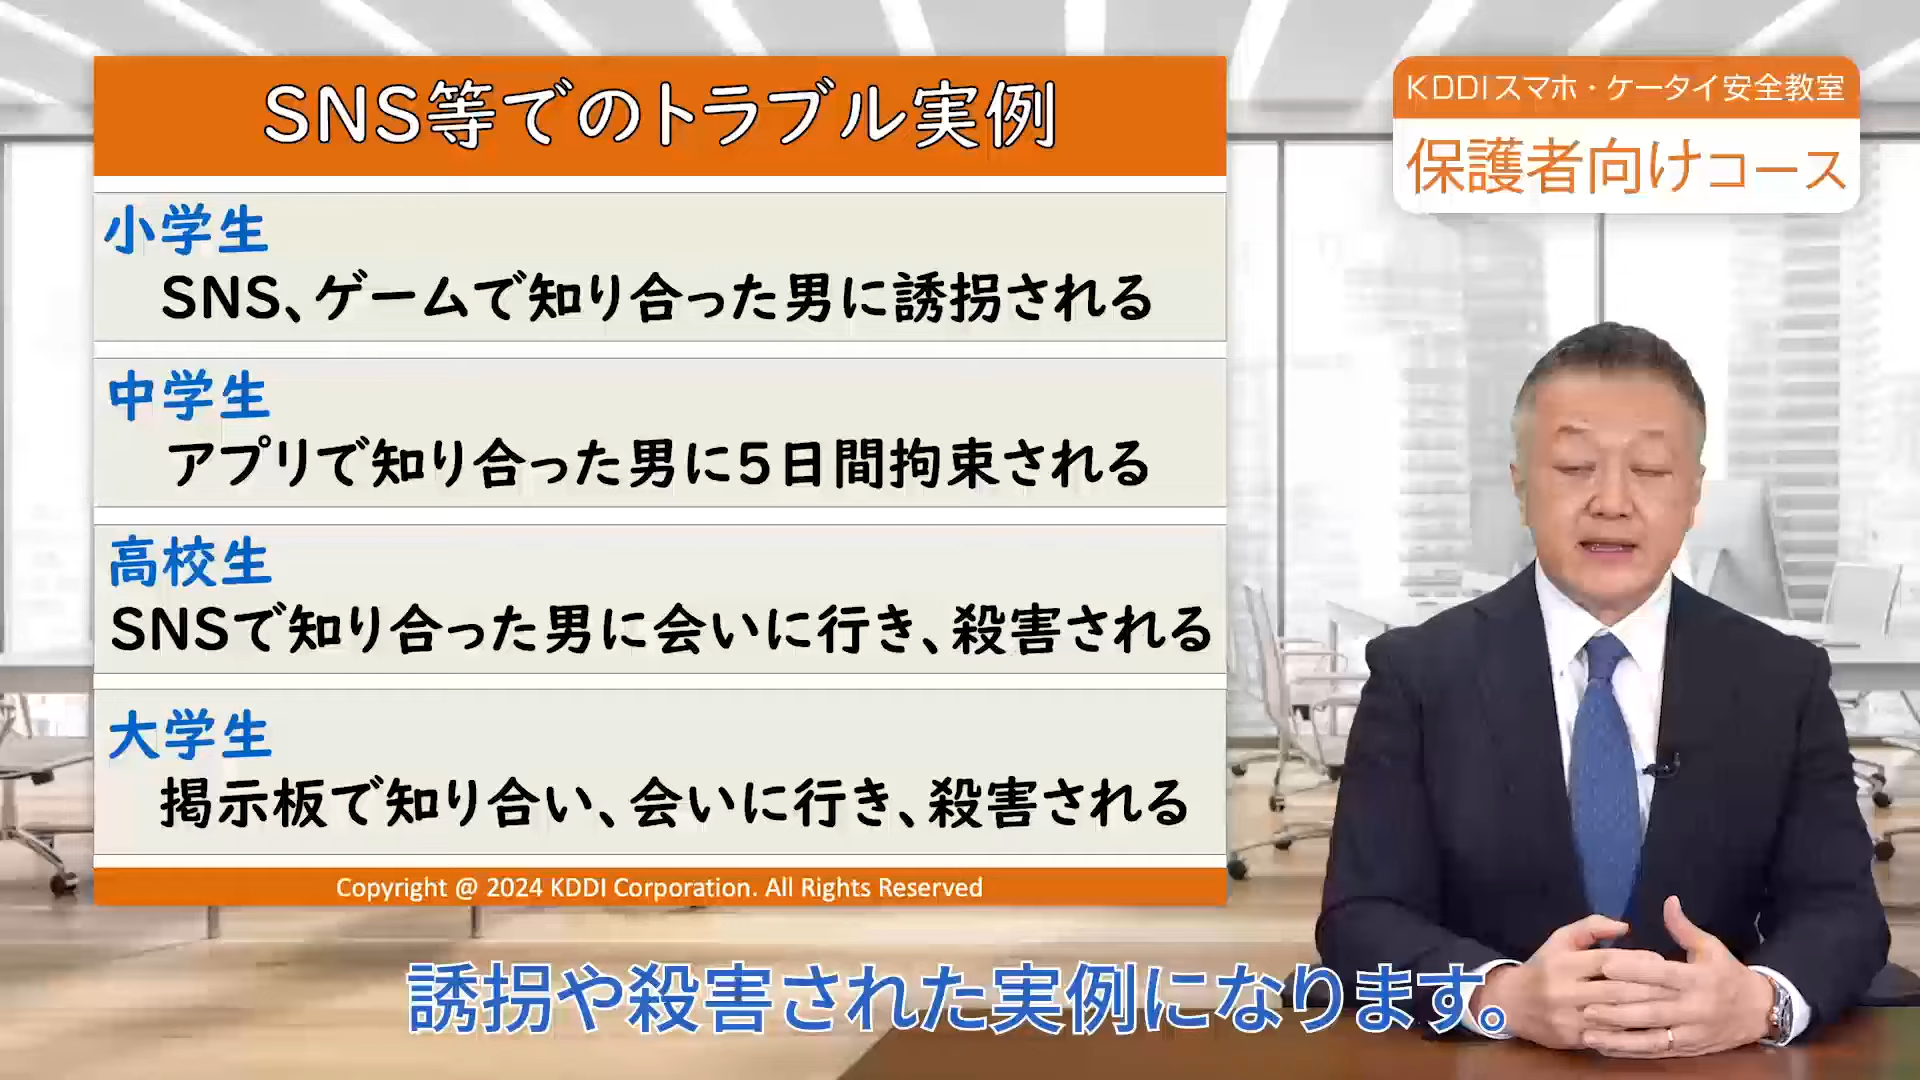 SNS等でのトラブル実例
小学生
SNS、ゲームで知り合った男に誘拐される
中学生
アプリで知り合った男に5日間拘束される
高校生
SNSで知り合った男に会いに行き、殺害される
大学生
掲示板で知り合い、会いに行き、殺害される
Copyright @ 2024 KDDI Corporation. All Rights Reserved
KDDIスマホ・ケータイ安全教室
保護者向けコース
誘拐や殺害された実例になります。